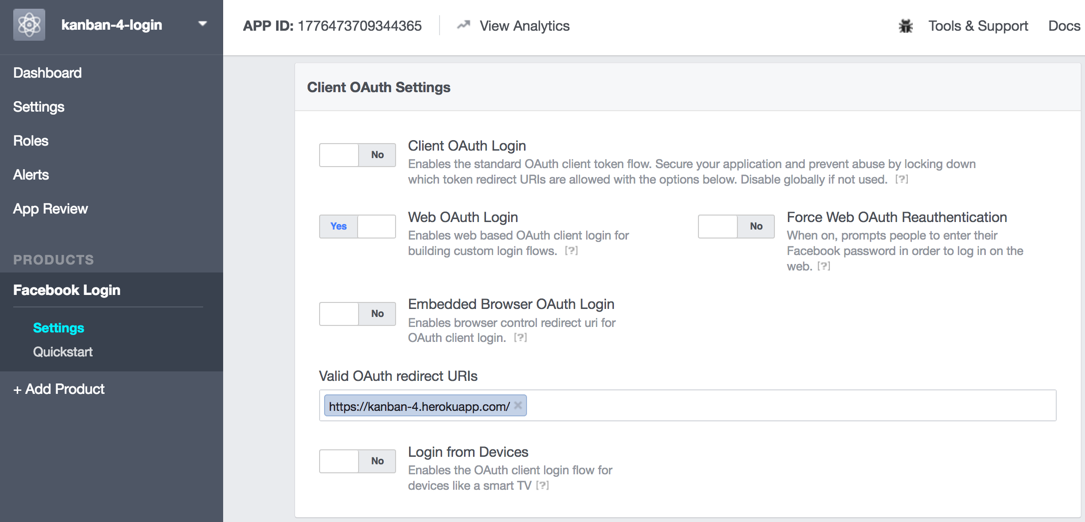 kanban-4-login
APP ID: 1776473709344365
View Analytics
Tools & Support
Docs
Dashboard
Settings
Roles
Alerts
App Review
PRODUCTS
Facebook Login
Settings
Quickstart
+ Add Product
Client OAuth Settings
No
Client OAuth Login
Enables the standard OAuth client token flow. Secure your application and prevent abuse by locking down
which token redirect URIs are allowed with the options below. Disable globally if not used. [?]
Yes
Web OAuth Login
Enables web based OAuth client login for
building custom login flows. [?]
No
Force Web OAuth Reauthentication
When on, prompts people to enter their
Facebook password in order to log in on the
web. [?]
No
Embedded Browser OAuth Login
Enables browser control redirect uri for
OAuth client login. [?]
Valid OAuth redirect URIs
https://kanban-4.herokuapp.com/ ×
No
Login from Devices
Enables the OAuth client login flow for
devices like a smart TV [?]